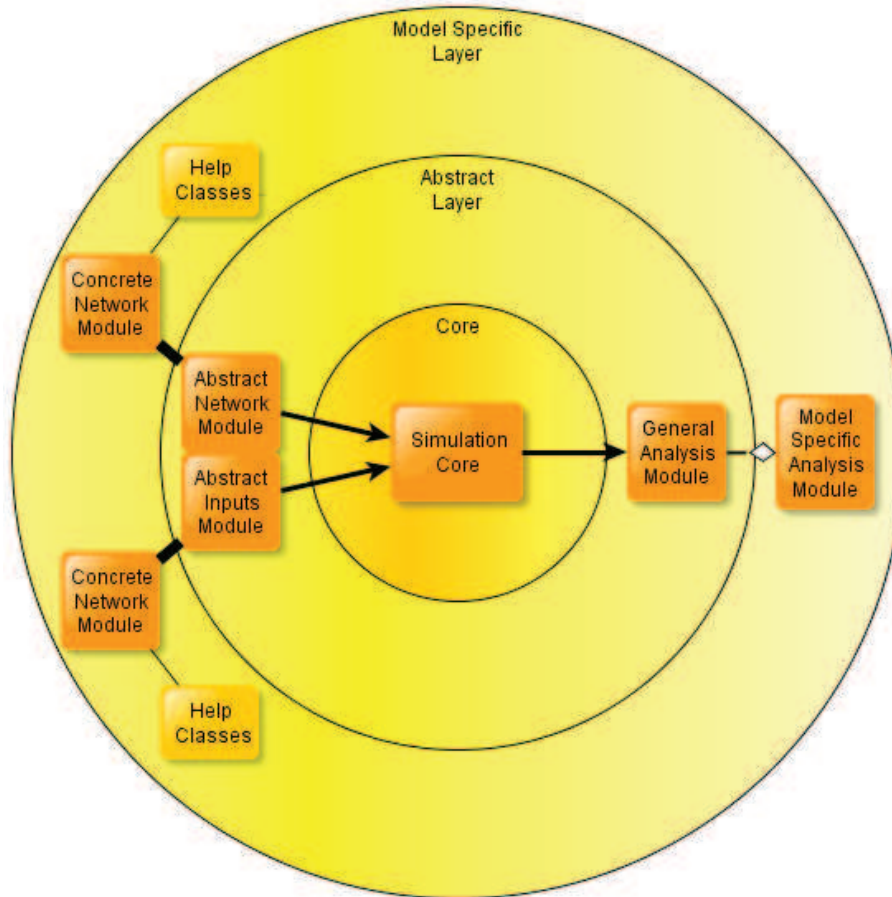 Model Specific
Layer
Help
Classes
Abstract
Layer
Concrete
Network
Module
Core
Abstract
Network
Module
Simulation
Core
General
Analysis
Module
Model
Specific
Analysis
Module
Abstract
Inputs
Module
Concrete
Network
Module
Help
Classes